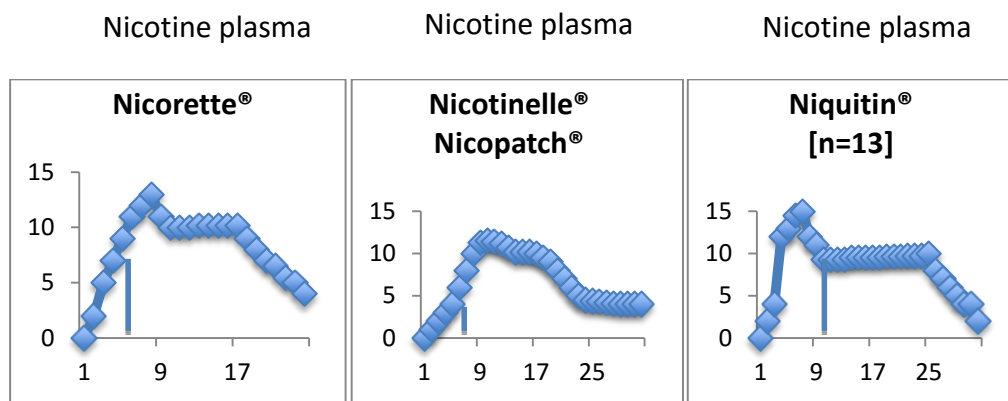 Nicotine plasma
Nicorette®
15
10
5
0
1 9 17
Nicotine plasma
Nicotinelle®
Nicopatch®
15
10
5
0
1 9 17 25
Nicotine plasma
Niquitin®
[n=13]
15
10
5
0
1 9 17 25